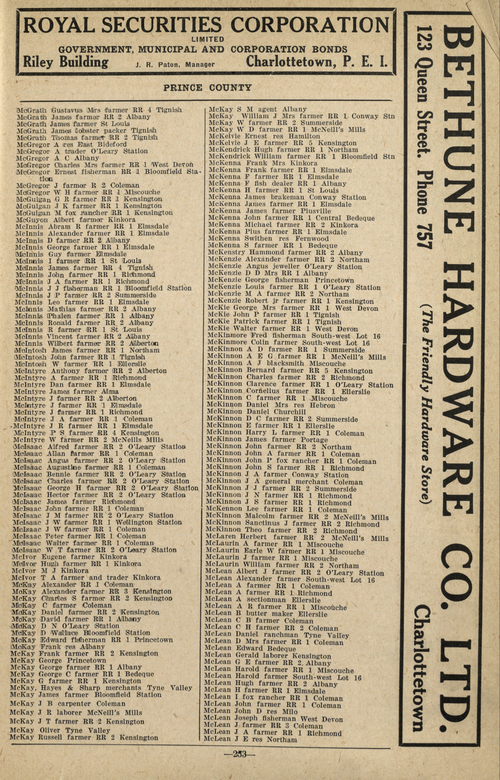 ROYAL SECURITIES CORPORATION
LIMITED
GOVERNMENT, MUNICIPAL AND CORPORATION BONDS
Riley Building J. R. Paton, Manager Charlottetown, P. E. I.
PRINCE COUNTY
McGrath Gustavus Mrs farmer RR 4 Tignish
McGrath James farmer RR 2 Albany
McGrath James farmer St Louis
McGrath James lobster packer Tignish
McGrath Thomas farmer RR 2 Tignish
McGregor A ces East Bideford
McGregor A trader O'Leary Station
McGregor A C Albany
McGregor Charles Mrs farmer RR 1 West Devon
McGregor Ernest fisherman RR 3 Bloomfield Sta-
tion
McGregor J farmer R 2 Coleman
McGregor W H farmer RR 4 Miscouche
McGuigan G R farmer RR 3 Kensington
McGuigan J K farmer RR 1 Kensington
McGuigan M fox rancher RR 1 Kensington
McGuyon Albert farmer Kinkora
McInnis Abram R farmer RR 1 Elmsdale
McInnis Alexander farmer RR 1 Elmsdale
McInnis D farmer RR 2 Albany
McInnis George farmer RR 1 Elmsdale
McInnis Guy farmer Elmsdale
McInnis I farmer RR 1 St Louis
McInnis James farmer RR 4 Tignish
McInnis John farmer RR 1 Richmond
McInnis J A farmer RR 1 Richmond
McInnis J J fisherman RR 1 Bloomfield Station
McInnis J P farmer RR 2 Summerside
McInnis Leo farmer RR 1 Elmsdale
McInnis Mathias farmer RR 2 Albany
McInnis Phalen farmer RR 1 Albany
McInnis Ronald farmer RR 2 Albany
McInnis R farmer RR 1 St Louis
McInnis Vincent farmer RR 2 Albany
McInnis Wilbert farmer RR 2 Alberton
McIntosh James farmer RR 1 Northam
McIntosh John farmer RR 3 Tignish
McIntosh W farmer RR 1 Ellerslie
McIntyre Anthony farmer RR 2 Alberton
McIntyre A farmer RR 1 Richmond
McIntyre Dan farmer RR 1 Elmsdale
McIntyre James farmer Alma
McIntyre J farmer RR 2 Alberton
McIntyre J farmer RR 1 Elmsdale
McIntyre J farmer RR 1 Richmond
McIntyre J A farmer RR 1 Coleman
McIntyre J R farmer RR 1 Elmsdale
McIntyre P S farmer RR 4 Kensington
McIntyre W farmer RR 2 McNeills Mills
McIsaac Alfred farmer RR 2 O'Leary Station
McIsaac Allan farmer RR 1 Coleman
McIsaac Angus farmer RR 2 O'Leary Station
McIsaac Augustine farmer RR 1 Coleman
McIsaac Bennie farmer RR 2 O'Leary Station
McIsaac Charles farmer RR 2 O'Leary Station
McIsaac George H farmer RR 2 O'Leary Station
McIsaac Hector farmer RR 2 O'Leary Station
McIsaac James farmer Richmond
McIsaac John farmer RR 1 Coleman
McIsaac J M farmer RR 2 O'Leary Station
McIsaac J W farmer RR 1 Wellington Station
McIsaac J W farmer RR 1 Coleman
McIsaac Peter farmer RR 1 Coleman
McIsaac Walter farmer RR 1 Coleman
McIsaac W T farmer RR 2 O'Leary Station
McIvor Eugene farmer Kinkora
McIvor Hugh farmer RR 1 Kinkora
McIvor M J Kinkora
McIvor T A farmer and trader Kinkora
McKay Alexander RR 1 Coleman
McKay Alexander farmer RR 3 Kensington
McKay Charles S farmer RR 2 Kensington
McKay C farmer Coleman
McKay Daniel farmer RR 2 Kensington
McKay David farmer RR 1 Albany
McKay D N O'Leary Station
McKay D Wallace Bloomfield Station
McKay Edward fisherman RR 1 Princetown
McKay Frank ces Albany
McKay Frank farmer RR 2 Kensington
McKay George Princetown
McKay George farmer RR 1 Albany
McKay George C farmer RR 1 Bedeque
McKay G farmer RR 1 Kensington
McKay, Hayes & Sharp merchants Tyne Valley
McKay James farmer Bloomfield Station
McKay J B carpenter Coleman
McKay J R laborer McNeill's Mills
McKay J T farmer RR 2 Kensington
McKay Oliver Tyne Valley
McKay Russell farmer RR 2 Kensington
McKay S M agent Albany
McKay William J Mrs farmer RR 1 Conway Stn
McKay W farmer RR 2 Summerside
McKay W D farmer RR 1 McNeill's Mills
McKelvie Ernest res Hamilton
McKelvie J E farmer RR 5 Kensington
McKendrick Hugh farmer RR 1 Northam
McKendrick William farmer RR 1 Bloomfield Stn
McKenna Frank Mrs Kinkora
McKenna Frank farmer RR 1 Elmsdale
McKenna F farmer RR 1 Elmsdale
McKenna F fish dealer RR 1 Albany
McKenna H farmer RR 1 St Louis
McKenna James brakeman Conway Station
McKenna James farmer RR 1 Elmsdale
McKenna James farmer Plusville
McKenna John farmer RR 1 Central Bedeque
McKenna Michael farmer RR 2 Kinkora
McKenna Pius farmer RR 1 Elmsdale
McKenna Swithen res Fernwood
McKenna S farmer RR 1 Bedeque
McKenstry Hammond farmer RR 2 Albany
McKenzie Alexander farmer RR 2 Northam
McKenzie Angus jeweller O'Leary Station
McKenzie D D Mrs RR 1 Albany
McKenzie George fisherman Princetown
McKenzie Louis farmer RR 1 O'Leary Station
McKenzie M A farmer RR 2 Northam
McKenzie Robert jr farmer RR 1 Kensington
McKie George Mrs farmer RR 1 West Devon
McKie John P farmer RR 1 Tignish
McKie Patrick farmer RR 1 Tignish
McKie Walter farmer RR 1 West Devon
McKinmore Fred fisherman South-west Lot 16
McKinmore Colin farmer South-west Lot 16
McKinnon A D farmer RR 1 Summerside
McKinnon A E G farmer RR 1 McNeill's Mills
McKinnon A J blacksmith Miscouche
McKinnon Bernard farmer RR 5 Kensington
McKinnon Charles farmer RR 2 Richmond
McKinnon Clarence farmer RR 1 O'Leary Station
McKinnon Cornelius farmer RR 1 Ellerslie
McKinnon C farmer RR 1 Miscouche
McKinnon Daniel Mrs res Hebron
McKinnon Daniel Churchill
McKinnon D C farmer RR 2 Summerside
McKinnon E farmer RR 1 Ellerslie
McKinnon Harry L farmer RR 1 Coleman
McKinnon James farmer Portage
McKinnon John farmer RR 2 Northam
McKinnon John A farmer RR 1 Coleman
McKinnon John P fox rancher RR 1 Coleman
McKinnon John S farmer RR 1 Richmond
McKinnon J A farmer Conway Station
McKinnon J A general merchant Coleman
McKinnon J J farmer RR 2 Summerside
McKinnon J N farmer RR 1 Richmond
McKinnon J S farmer RR 1 Richmond
McKennon Lee farmer RR 1 Coleman
McKinnon Malcolm farmer RR 2 McNeill's Mills
McKinnon Sanctinus J farmer RR 2 Richmond
McKinnon Theo farmer RR 2 Richmond
McLaren Herbert farmer RR 2 McNeill's Mills
McLaurin A farmer RR 1 Miscouche
McLaurin Earle W farmer RR 1 Miscouche
McLaurin J farmer RR 1 Miscouche
McLaurin William farmer RR 2 Northam
McLean Albert J farmer RR 2 O'Leary Station
McLean Alexander farmer South-west Lot 16
McLean A farmer RR 1 Coleman
McLean A farmer RR 1 Richmond
McLean A sectionman Ellerslie
McLean A R farmer RR 1 Miscouche
McLean B butter maker Ellerslie
McLean C B farmer Coleman
McLean C H farmer RR 2 Coleman
McLean Daniel ranchman Tyne Valley
McLean D Mrs farmer RR 1 Coleman
McLean Edward Bedeque
McLean Gerald laborer Kensington
McLean G E farmer RR 2 Albany
McLean Harold farmer RR 1 Miscouche
McLean Harold farmer South-west Lot 16
McLean Hugh farmer RR 2 Albany
McLean H farmer RR 1 Elmsdale
McLean I fox rancher RR 1 Coleman
McLean John farmer RR 1 Coleman
McLean John D res Milo
McLean Joseph fisherman West Devon
McLean J farmer RR 3 Coleman
McLean J A farmer RR 1 Richmond
McLean J E res Northam
—253—
BETHUNE HARDWARE CO. LTD.
123 Queen Street Phone 757 (The Friendly Hardware Store) Charlottetown